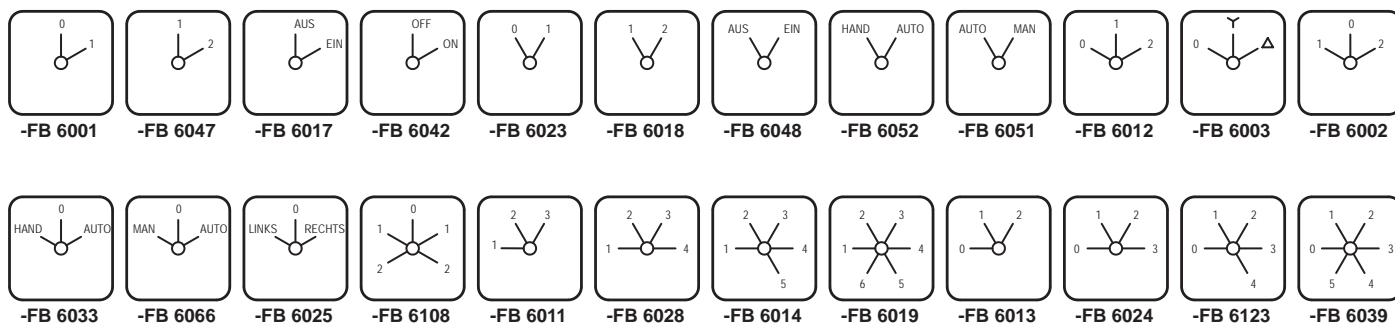 0
1
-FB 6001
1
2
-FB 6047
AUS
EIN
-FB 6017
OFF
ON
-FB 6042
0 1
-FB 6023
1 2
-FB 6018
AUS EIN
-FB 6048
HAND AUTO
-FB 6052
AUTO MAN
-FB 6051
1
0 2
-FB 6012
Y
0 Δ
-FB 6003
0
1 2
-FB 6002
0
HAND AUTO
-FB 6033
0
MAN AUTO
-FB 6066
0
LINKS RECHTS
-FB 6025
0
1 1
2 2
-FB 6108
2 3
1
-FB 6011
2 3
1 4
-FB 6028
2 3
1 4
5
-FB 6014
2 3
1 4
6 5
-FB 6019
1 2
0
-FB 6013
1 2
0 3
-FB 6024
1 2
0 3
4
-FB 6123
1 2
0 3
5 4
-FB 6039